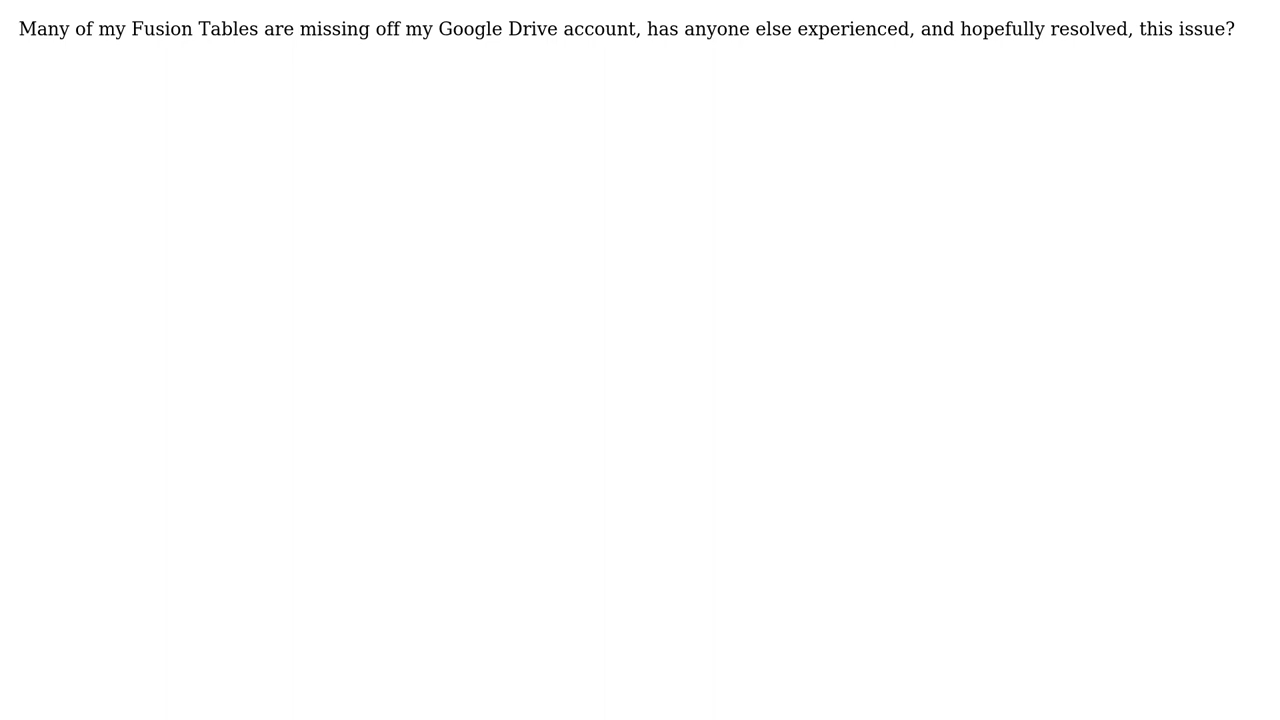 Many of my Fusion Tables are missing off my Google Drive account, has anyone else experienced, and hopefully resolved, this issue?